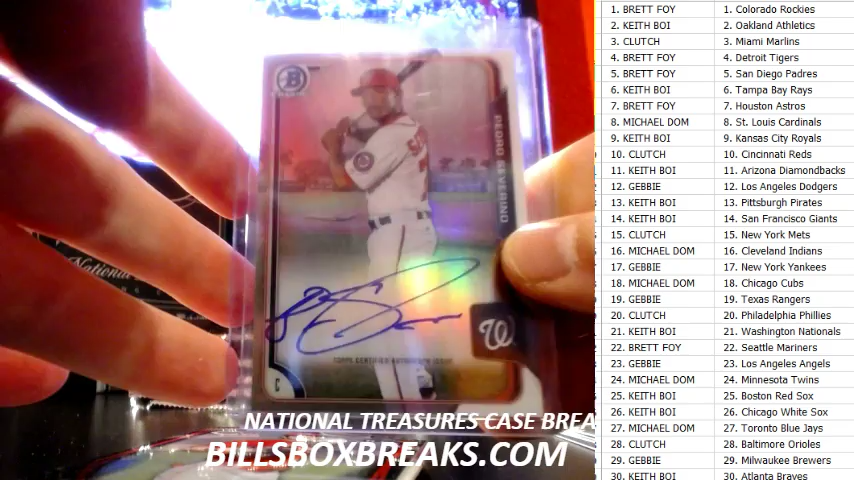 PEDRO SEVERINO
TOPPS CERTIFIED AUTOGRAPH ISSUE
C
W
National
NATIONAL TREASURES CASE BREA
BILLSBOXBREAKS.COM
1. BRETT FOY 1. Colorado Rockies
2. KEITH BOI 2. Oakland Athletics
3. CLUTCH 3. Miami Marlins
4. BRETT FOY 4. Detroit Tigers
5. BRETT FOY 5. San Diego Padres
6. KEITH BOI 6. Tampa Bay Rays
7. BRETT FOY 7. Houston Astros
8. MICHAEL DOM 8. St. Louis Cardinals
9. KEITH BOI 9. Kansas City Royals
10. CLUTCH 10. Cincinnati Reds
11. KEITH BOI 11. Arizona Diamondbacks
12. GEBBIE 12. Los Angeles Dodgers
13. KEITH BOI 13. Pittsburgh Pirates
14. KEITH BOI 14. San Francisco Giants
15. CLUTCH 15. New York Mets
16. MICHAEL DOM 16. Cleveland Indians
17. GEBBIE 17. New York Yankees
18. MICHAEL DOM 18. Chicago Cubs
19. GEBBIE 19. Texas Rangers
20. CLUTCH 20. Philadelphia Phillies
21. KEITH BOI 21. Washington Nationals
22. BRETT FOY 22. Seattle Mariners
23. GEBBIE 23. Los Angeles Angels
24. MICHAEL DOM 24. Minnesota Twins
25. KEITH BOI 25. Boston Red Sox
26. KEITH BOI 26. Chicago White Sox
27. MICHAEL DOM 27. Toronto Blue Jays
28. CLUTCH 28. Baltimore Orioles
29. GEBBIE 29. Milwaukee Brewers
30. KEITH BOI 30. Atlanta Braves